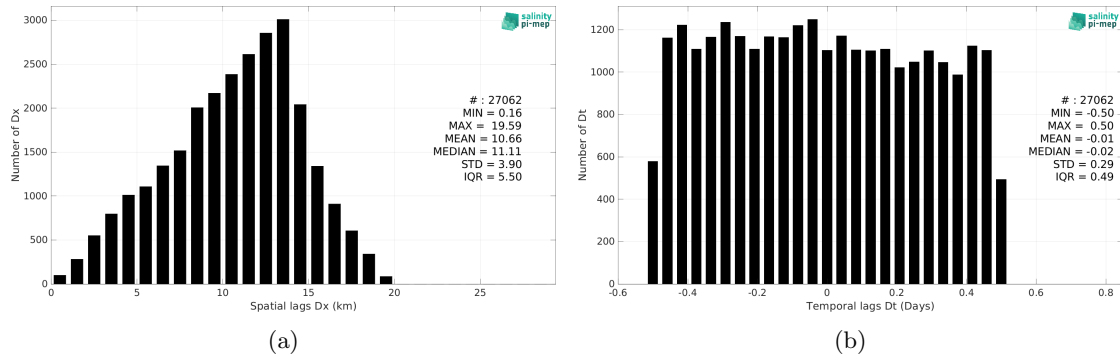 3000
2500
2000
1500
1000
500
0
Number of Dx
0 5 10 15 20 25
Spatial lags Dx (km)
salinity
pi-mep
# : 27062
MIN = 0.16
MAX = 19.59
MEAN = 10.66
MEDIAN = 11.11
STD = 3.90
IQR = 5.50
(a)
1200
1000
800
600
400
200
0
Number of Dt
-0.6 -0.4 -0.2 0 0.2 0.4 0.6 0.8
Temporal lags Dt (Days)
salinity
pi-mep
# : 27062
MIN = -0.50
MAX = 0.50
MEAN = -0.01
MEDIAN = -0.02
STD = 0.29
IQR = 0.49
(b)